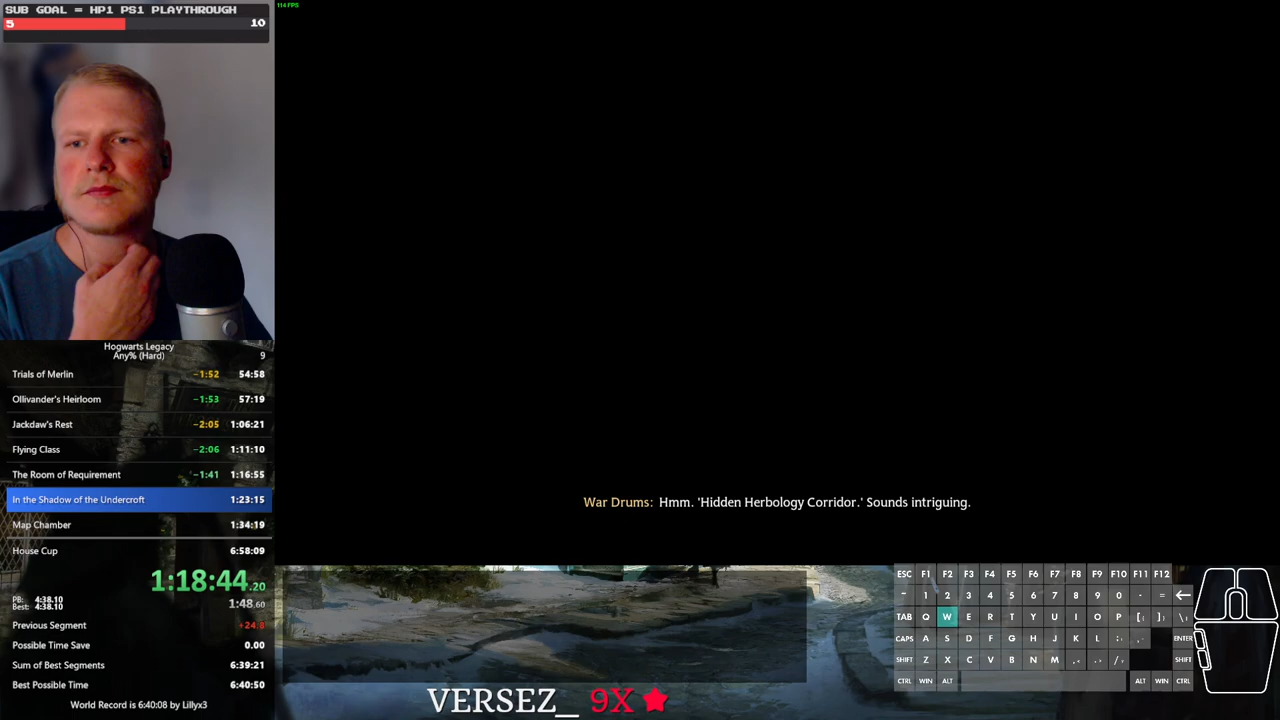 SUB GOAL = HP1 PS1 PLAYTHROUGH
5 10
114 FPS
Hogwarts Legacy
Any% (Hard) 9
Trials of Merlin -1:52 54:58
Ollivander's Heirloom -1:53 57:19
Jackdaw's Rest -2:05 1:06:21
Flying Class -2:06 1:11:10
The Room of Requirement -1:41 1:16:55
In the Shadow of the Undercroft 1:23:15
Map Chamber 1:34:19
House Cup 6:58:09
1:18:44.20
PB: 4:38.10
Best: 4:38.10
1:48.60
Previous Segment +24.8
Possible Time Save 0.00
Sum of Best Segments 6:39:21
Best Possible Time 6:40:50
World Record is 6:40:08 by Lillyx3
War Drums: Hmm. 'Hidden Herbology Corridor.' Sounds intriguing.
VERSEZ_ 9X
ESC F1 F2 F3 F4 F5 F6 F7 F8 F9 F10 F11 F12
~ 1 2 3 4 5 6 7 8 9 0 - =
TAB Q W E R T Y U I O P [{ ]} \|
CAPS A S D F G H J K L ENTER
SHIFT Z X C V B N M SHIFT
CTRL WIN ALT ALT WIN CTRL